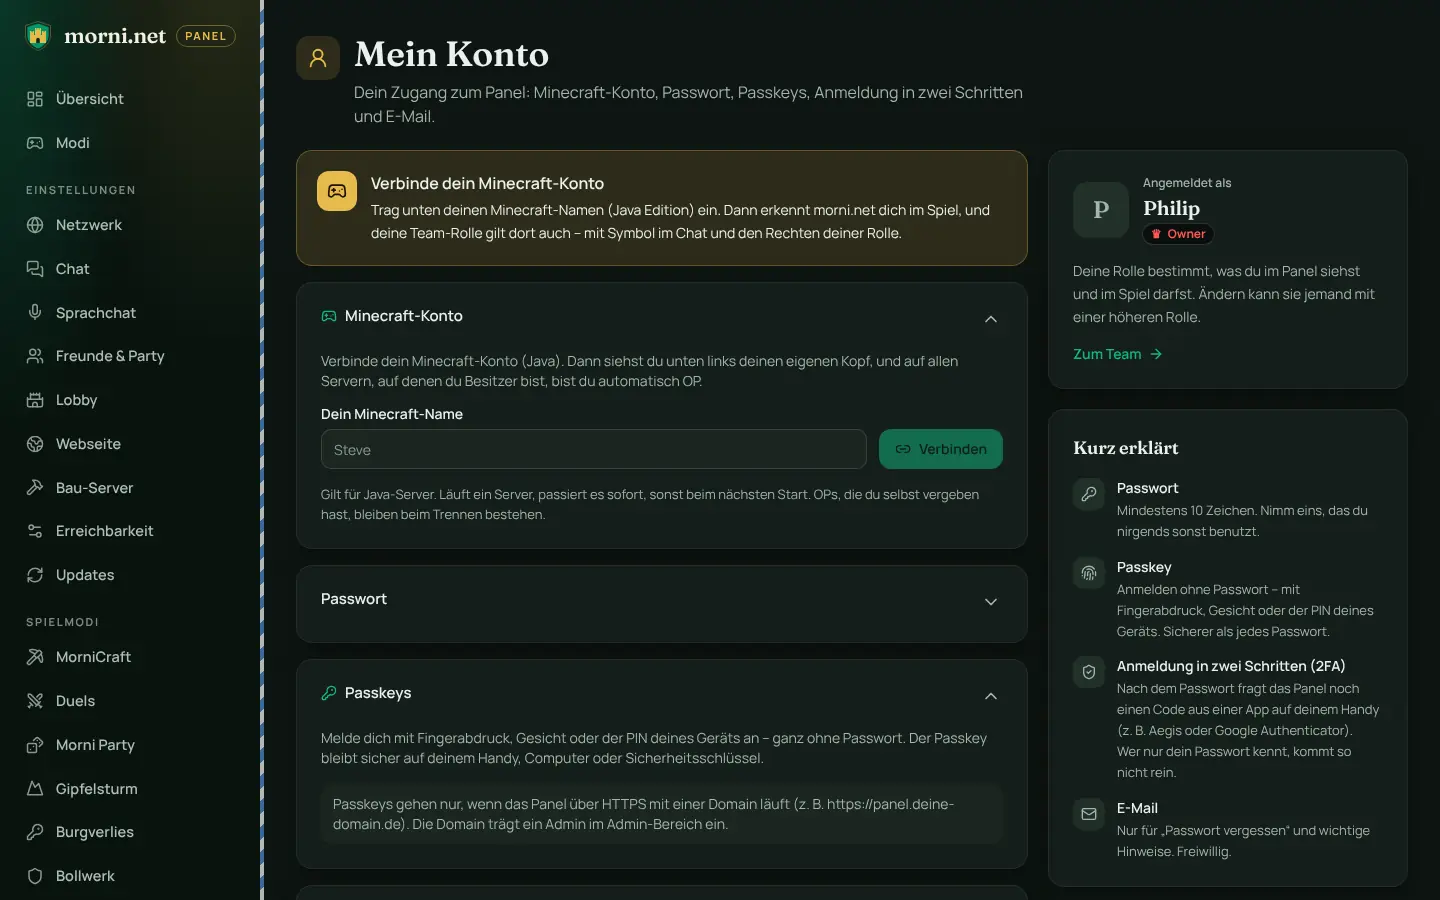 morni.net PANEL
Übersicht
Modi
EINSTELLUNGEN
Netzwerk
Chat
Sprachchat
Freunde & Party
Lobby
Webseite
Bau-Server
Erreichbarkeit
Updates
SPIELMODI
MorniCraft
Duels
Morni Party
Gipfelsturm
Burgverlies
Bollwerk
Mein Konto
Dein Zugang zum Panel: Minecraft-Konto, Passwort, Passkeys, Anmeldung in zwei Schritten
und E-Mail.
Verbinde dein Minecraft-Konto
Trag unten deinen Minecraft-Namen (Java Edition) ein. Dann erkennt morni.net dich im Spiel, und
deine Team-Rolle gilt dort auch – mit Symbol im Chat und den Rechten deiner Rolle.
Minecraft-Konto
Verbinde dein Minecraft-Konto (Java). Dann siehst du unten links deinen eigenen Kopf, und auf allen
Servern, auf denen du Besitzer bist, bist du automatisch OP.
Dein Minecraft-Name
Steve
Verbinden
Gilt für Java-Server. Läuft ein Server, passiert es sofort, sonst beim nächsten Start. OPs, die du selbst vergeben
hast, bleiben beim Trennen bestehen.
Passwort
Passkeys
Melde dich mit Fingerabdruck, Gesicht oder der PIN deines Geräts an – ganz ohne Passwort. Der Passkey
bleibt sicher auf deinem Handy, Computer oder Sicherheitsschlüssel.
Passkeys gehen nur, wenn das Panel über HTTPS mit einer Domain läuft (z. B. https://panel.deine-
domain.de). Die Domain trägt ein Admin im Admin-Bereich ein.
P
Angemeldet als
Philip
Owner
Deine Rolle bestimmt, was du im Panel siehst
und im Spiel darfst. Ändern kann sie jemand mit
einer höheren Rolle.
Zum Team
Kurz erklärt
Passwort
Mindestens 10 Zeichen. Nimm eins, das du
nirgends sonst benutzt.
Passkey
Anmelden ohne Passwort – mit
Fingerabdruck, Gesicht oder der PIN deines
Geräts. Sicherer als jedes Passwort.
Anmeldung in zwei Schritten (2FA)
Nach dem Passwort fragt das Panel noch
einen Code aus einer App auf deinem Handy
(z. B. Aegis oder Google Authenticator).
Wer nur dein Passwort kennt, kommt so
nicht rein.
E-Mail
Nur für „Passwort vergessen“ und wichtige
Hinweise. Freiwillig.